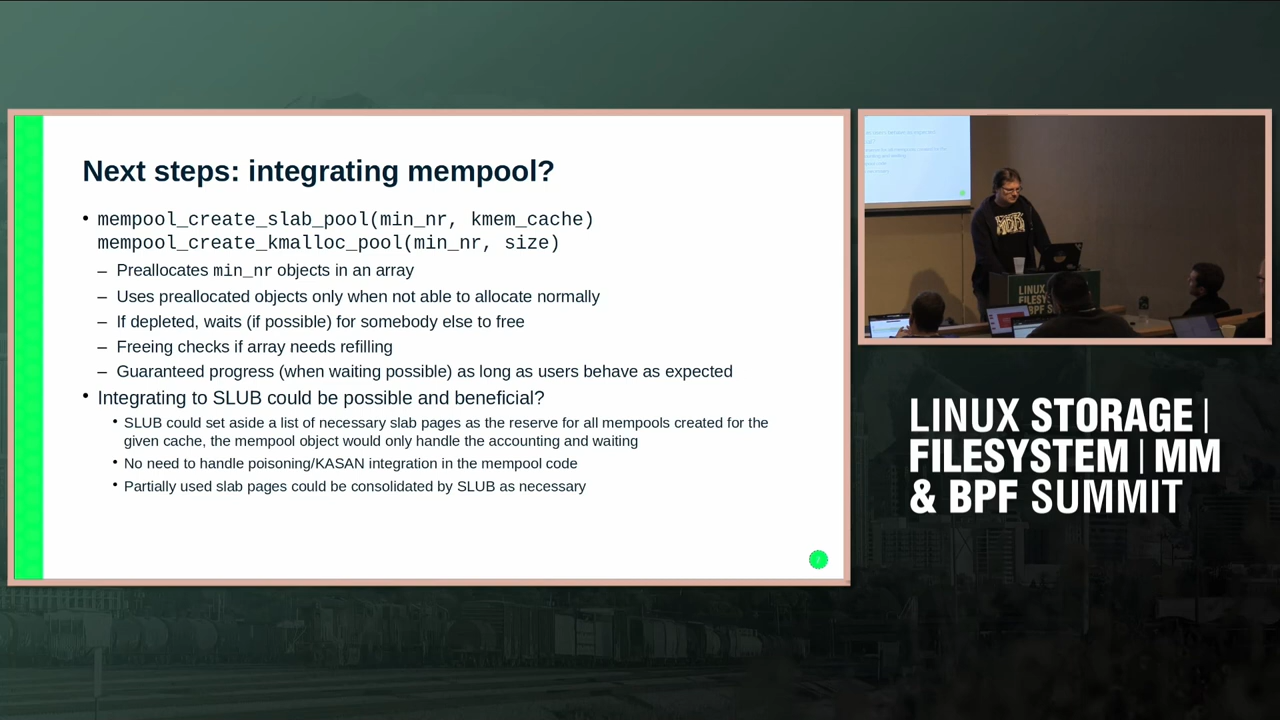 Next steps: integrating mempool?
• mempool_create_slab_pool(min_nr, kmem_cache)
mempool_create_kmalloc_pool(min_nr, size)
– Preallocates min_nr objects in an array
– Uses preallocated objects only when not able to allocate normally
– If depleted, waits (if possible) for somebody else to free
– Freeing checks if array needs refilling
– Guaranteed progress (when waiting possible) as long as users behave as expected
• Integrating to SLUB could be possible and beneficial?
• SLUB could set aside a list of necessary slab pages as the reserve for all mempools created for the
given cache, the mempool object would only handle the accounting and waiting
• No need to handle poisoning/KASAN integration in the mempool code
• Partially used slab pages could be consolidated by SLUB as necessary
LINUX
FILESYS
& BPF S
LINUX STORAGE |
FILESYSTEM | MM
& BPF SUMMIT